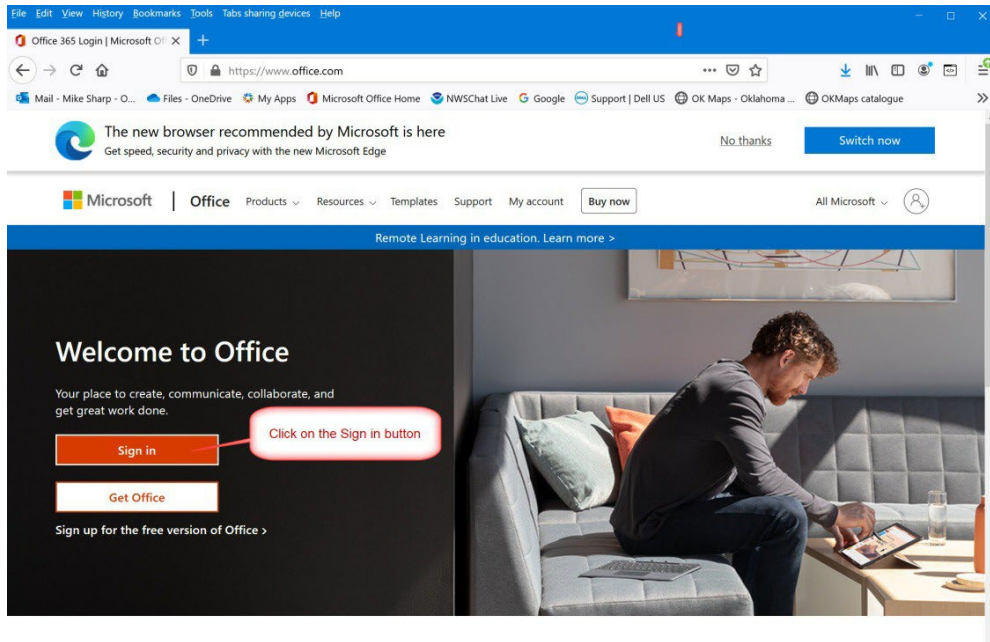 File Edit View History Bookmarks Tools Tabs sharing devices Help
Office 365 Login | Microsoft Of
https://www.office.com
Mail - Mike Sharp - O... Files - OneDrive My Apps Microsoft Office Home NWSChat Live Google Support | Dell US OK Maps - Oklahoma ... OKMaps catalogue
The new browser recommended by Microsoft is here
Get speed, security and privacy with the new Microsoft Edge
No thanks
Switch now
Microsoft Office Products Resources Templates Support My account Buy now All Microsoft
Remote Learning in education. Learn more >
Welcome to Office
Your place to create, communicate, collaborate, and
get great work done.
Click on the Sign in button
Sign in
Get Office
Sign up for the free version of Office >